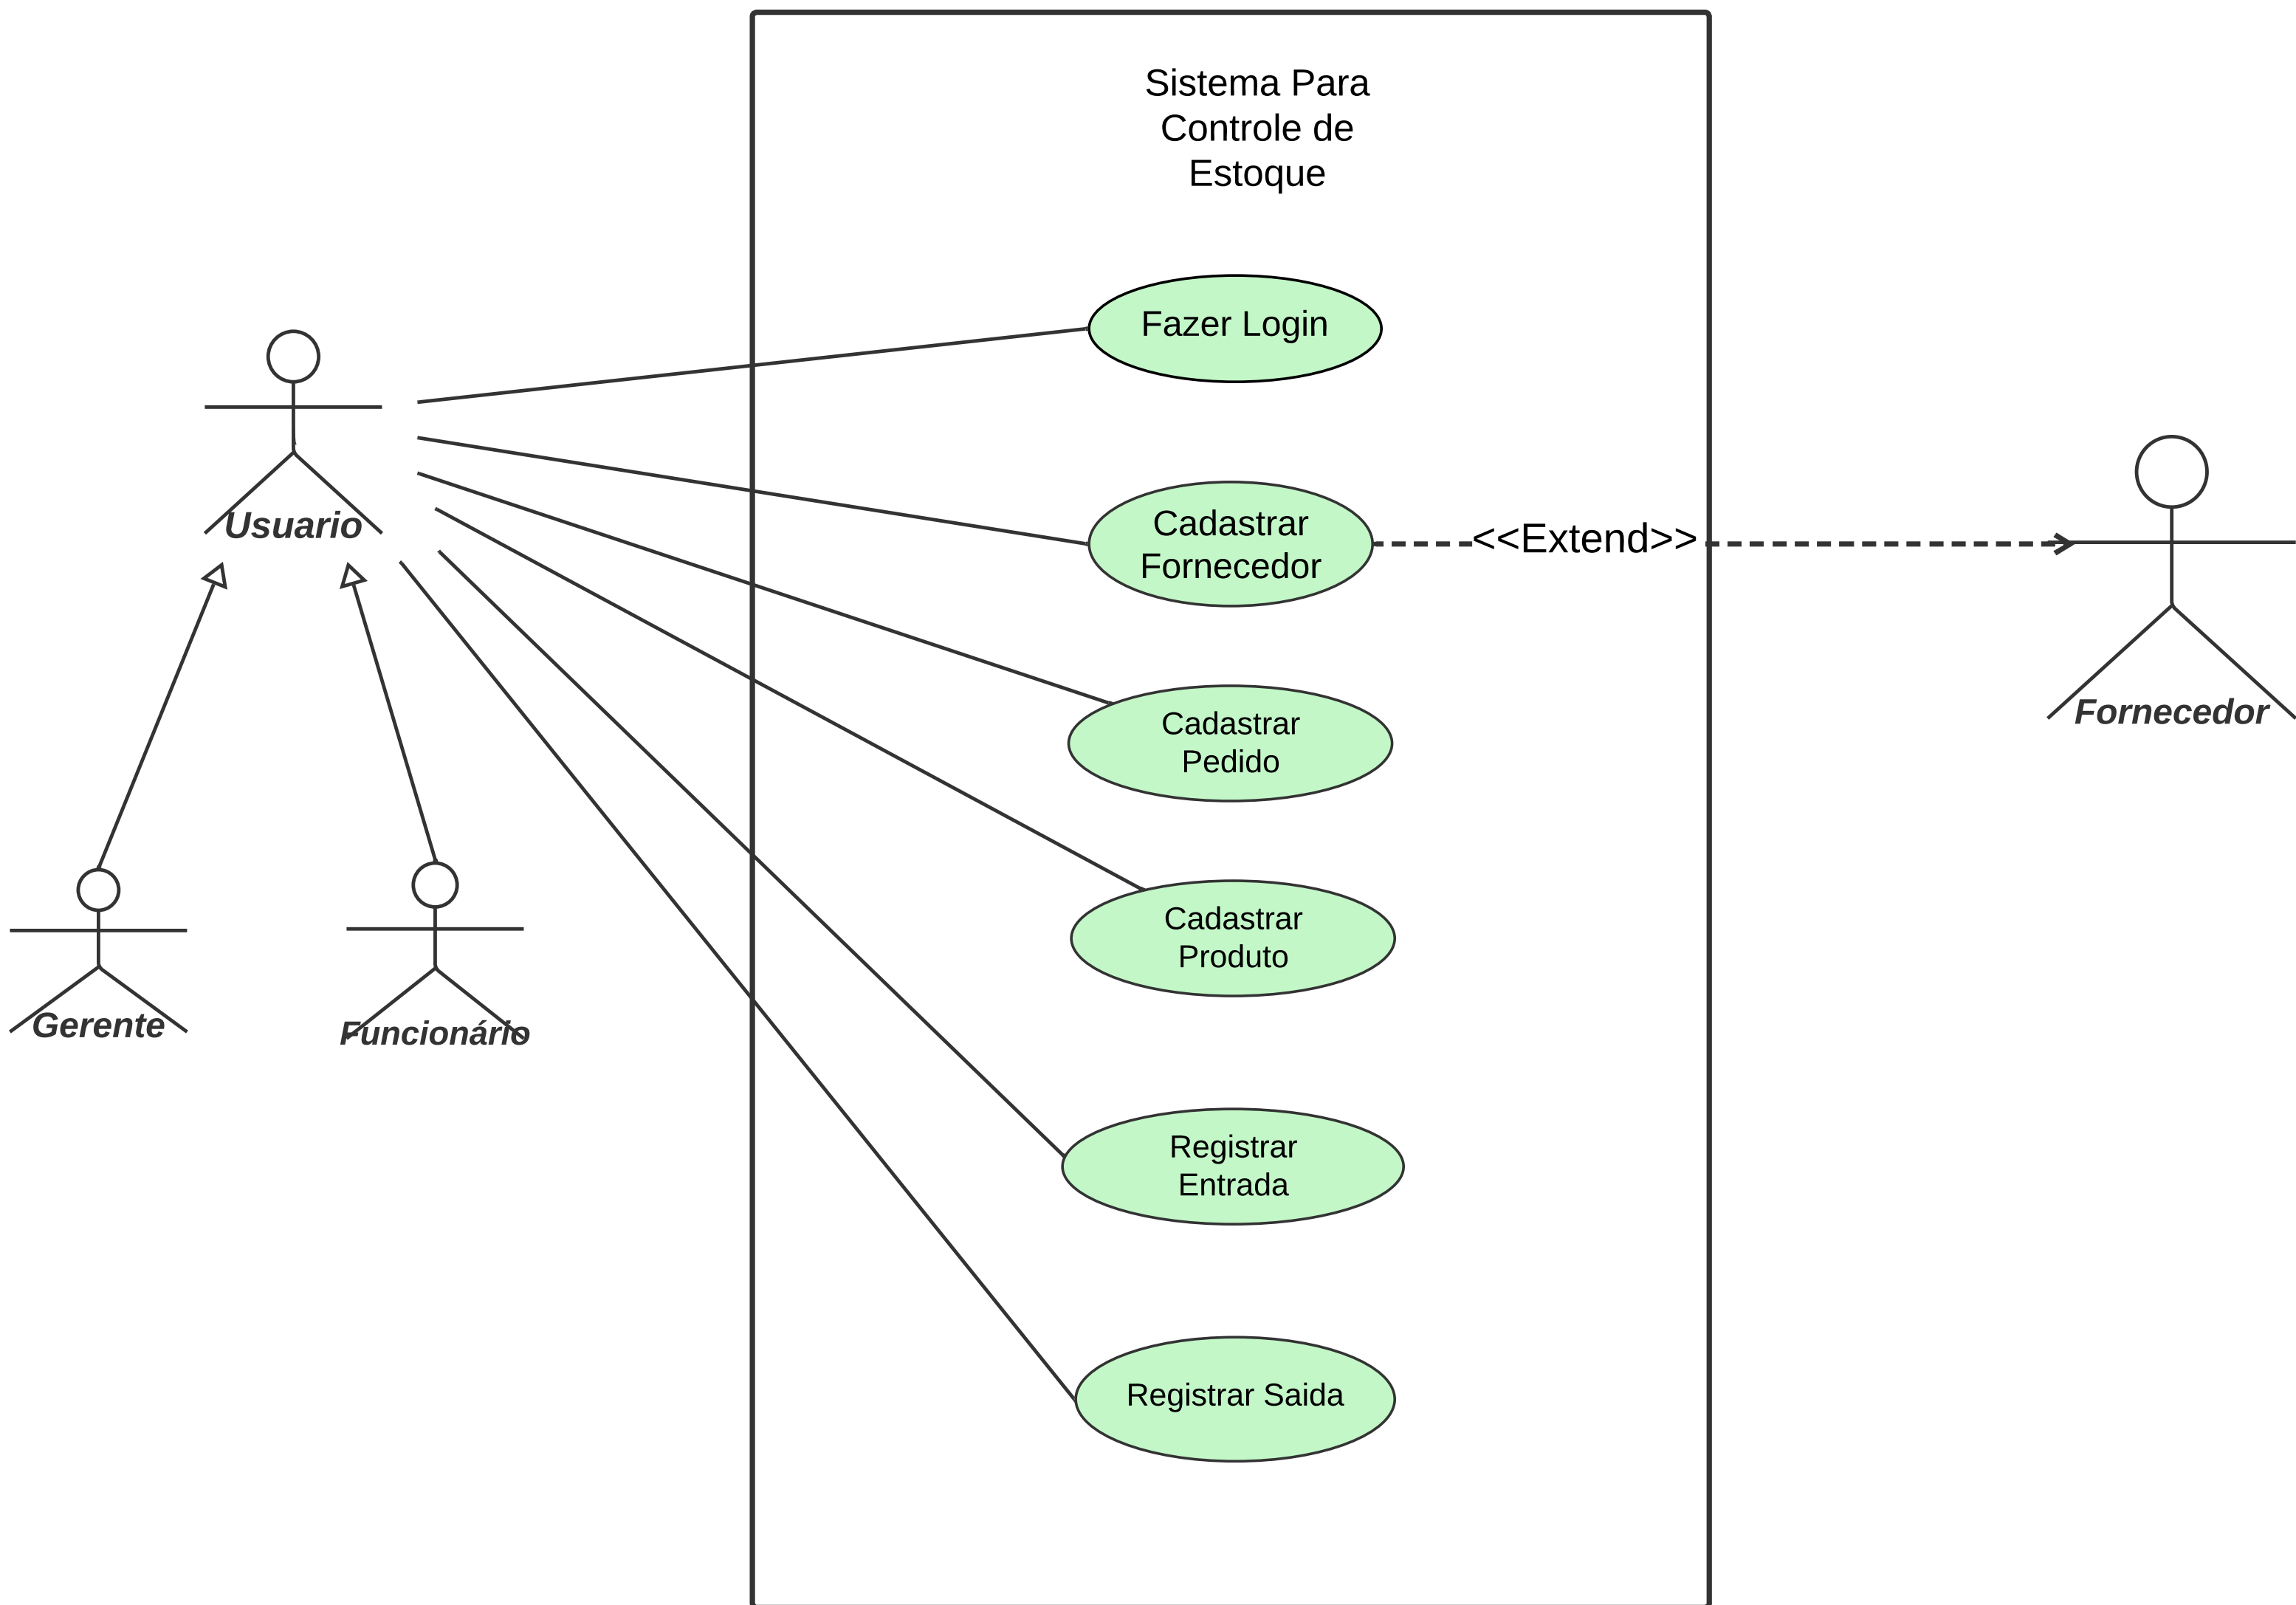 Sistema Para
Controle de
Estoque
Fazer Login
Usuario
Cadastrar
Fornecedor
<<Extend>>
Fornecedor
Cadastrar
Pedido
Cadastrar
Produto
Gerente
Funcionário
Registrar
Entrada
Registrar Saida